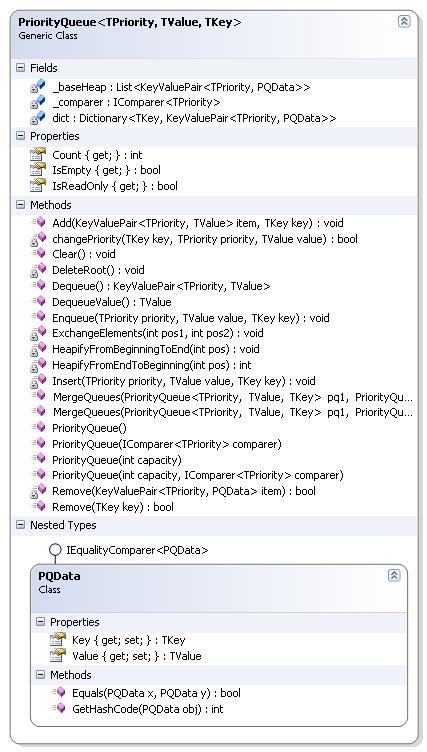 PriorityQueue<TPriority, TValue, TKey>
Generic Class
Fields
_baseHeap : List<KeyValuePair<TPriority, PQData>>
_comparer : IComparer<TPriority>
dict : Dictionary<TKey, KeyValuePair<TPriority, PQData>>
Properties
Count { get; } : int
IsEmpty { get; } : bool
IsReadOnly { get; } : bool
Methods
Add(KeyValuePair<TPriority, TValue> item, TKey key) : void
changePriority(TKey key, TPriority priority, TValue value) : bool
Clear() : void
DeleteRoot() : void
Dequeue() : KeyValuePair<TPriority, TValue>
DequeueValue() : TValue
Enqueue(TPriority priority, TValue value, TKey key) : void
ExchangeElements(int pos1, int pos2) : void
HeapifyFromBeginningToEnd(int pos) : void
HeapifyFromEndToBeginning(int pos) : int
Insert(TPriority priority, TValue value, TKey key) : void
MergeQueues(PriorityQueue<TPriority, TValue, TKey> pq1, PriorityQu...
MergeQueues(PriorityQueue<TPriority, TValue, TKey> pq1, PriorityQu...
PriorityQueue()
PriorityQueue(IComparer<TPriority> comparer)
PriorityQueue(int capacity)
PriorityQueue(int capacity, IComparer<TPriority> comparer)
Remove(KeyValuePair<TPriority, PQData> item) : bool
Remove(TKey key) : bool
Nested Types
IEqualityComparer<PQData>
PQData
Class
Properties
Key { get; set; } : TKey
Value { get; set; } : TValue
Methods
Equals(PQData x, PQData y) : bool
GetHashCode(PQData obj) : int